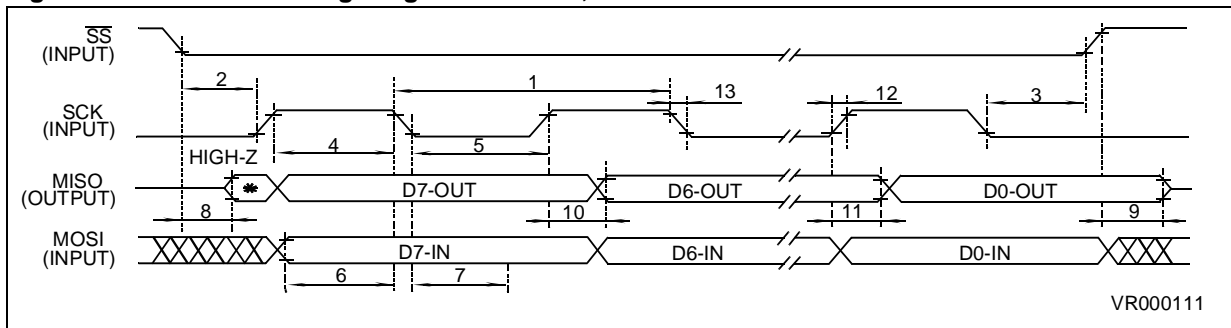 SS
(INPUT)
2
1
13
12
3
SCK
(INPUT)
4
5
HIGH-Z
MISO
(OUTPUT)
*
D7-OUT
D6-OUT
D0-OUT
8
10
11
9
MOSI
(INPUT)
D7-IN
D6-IN
D0-IN
6
7
VR000111